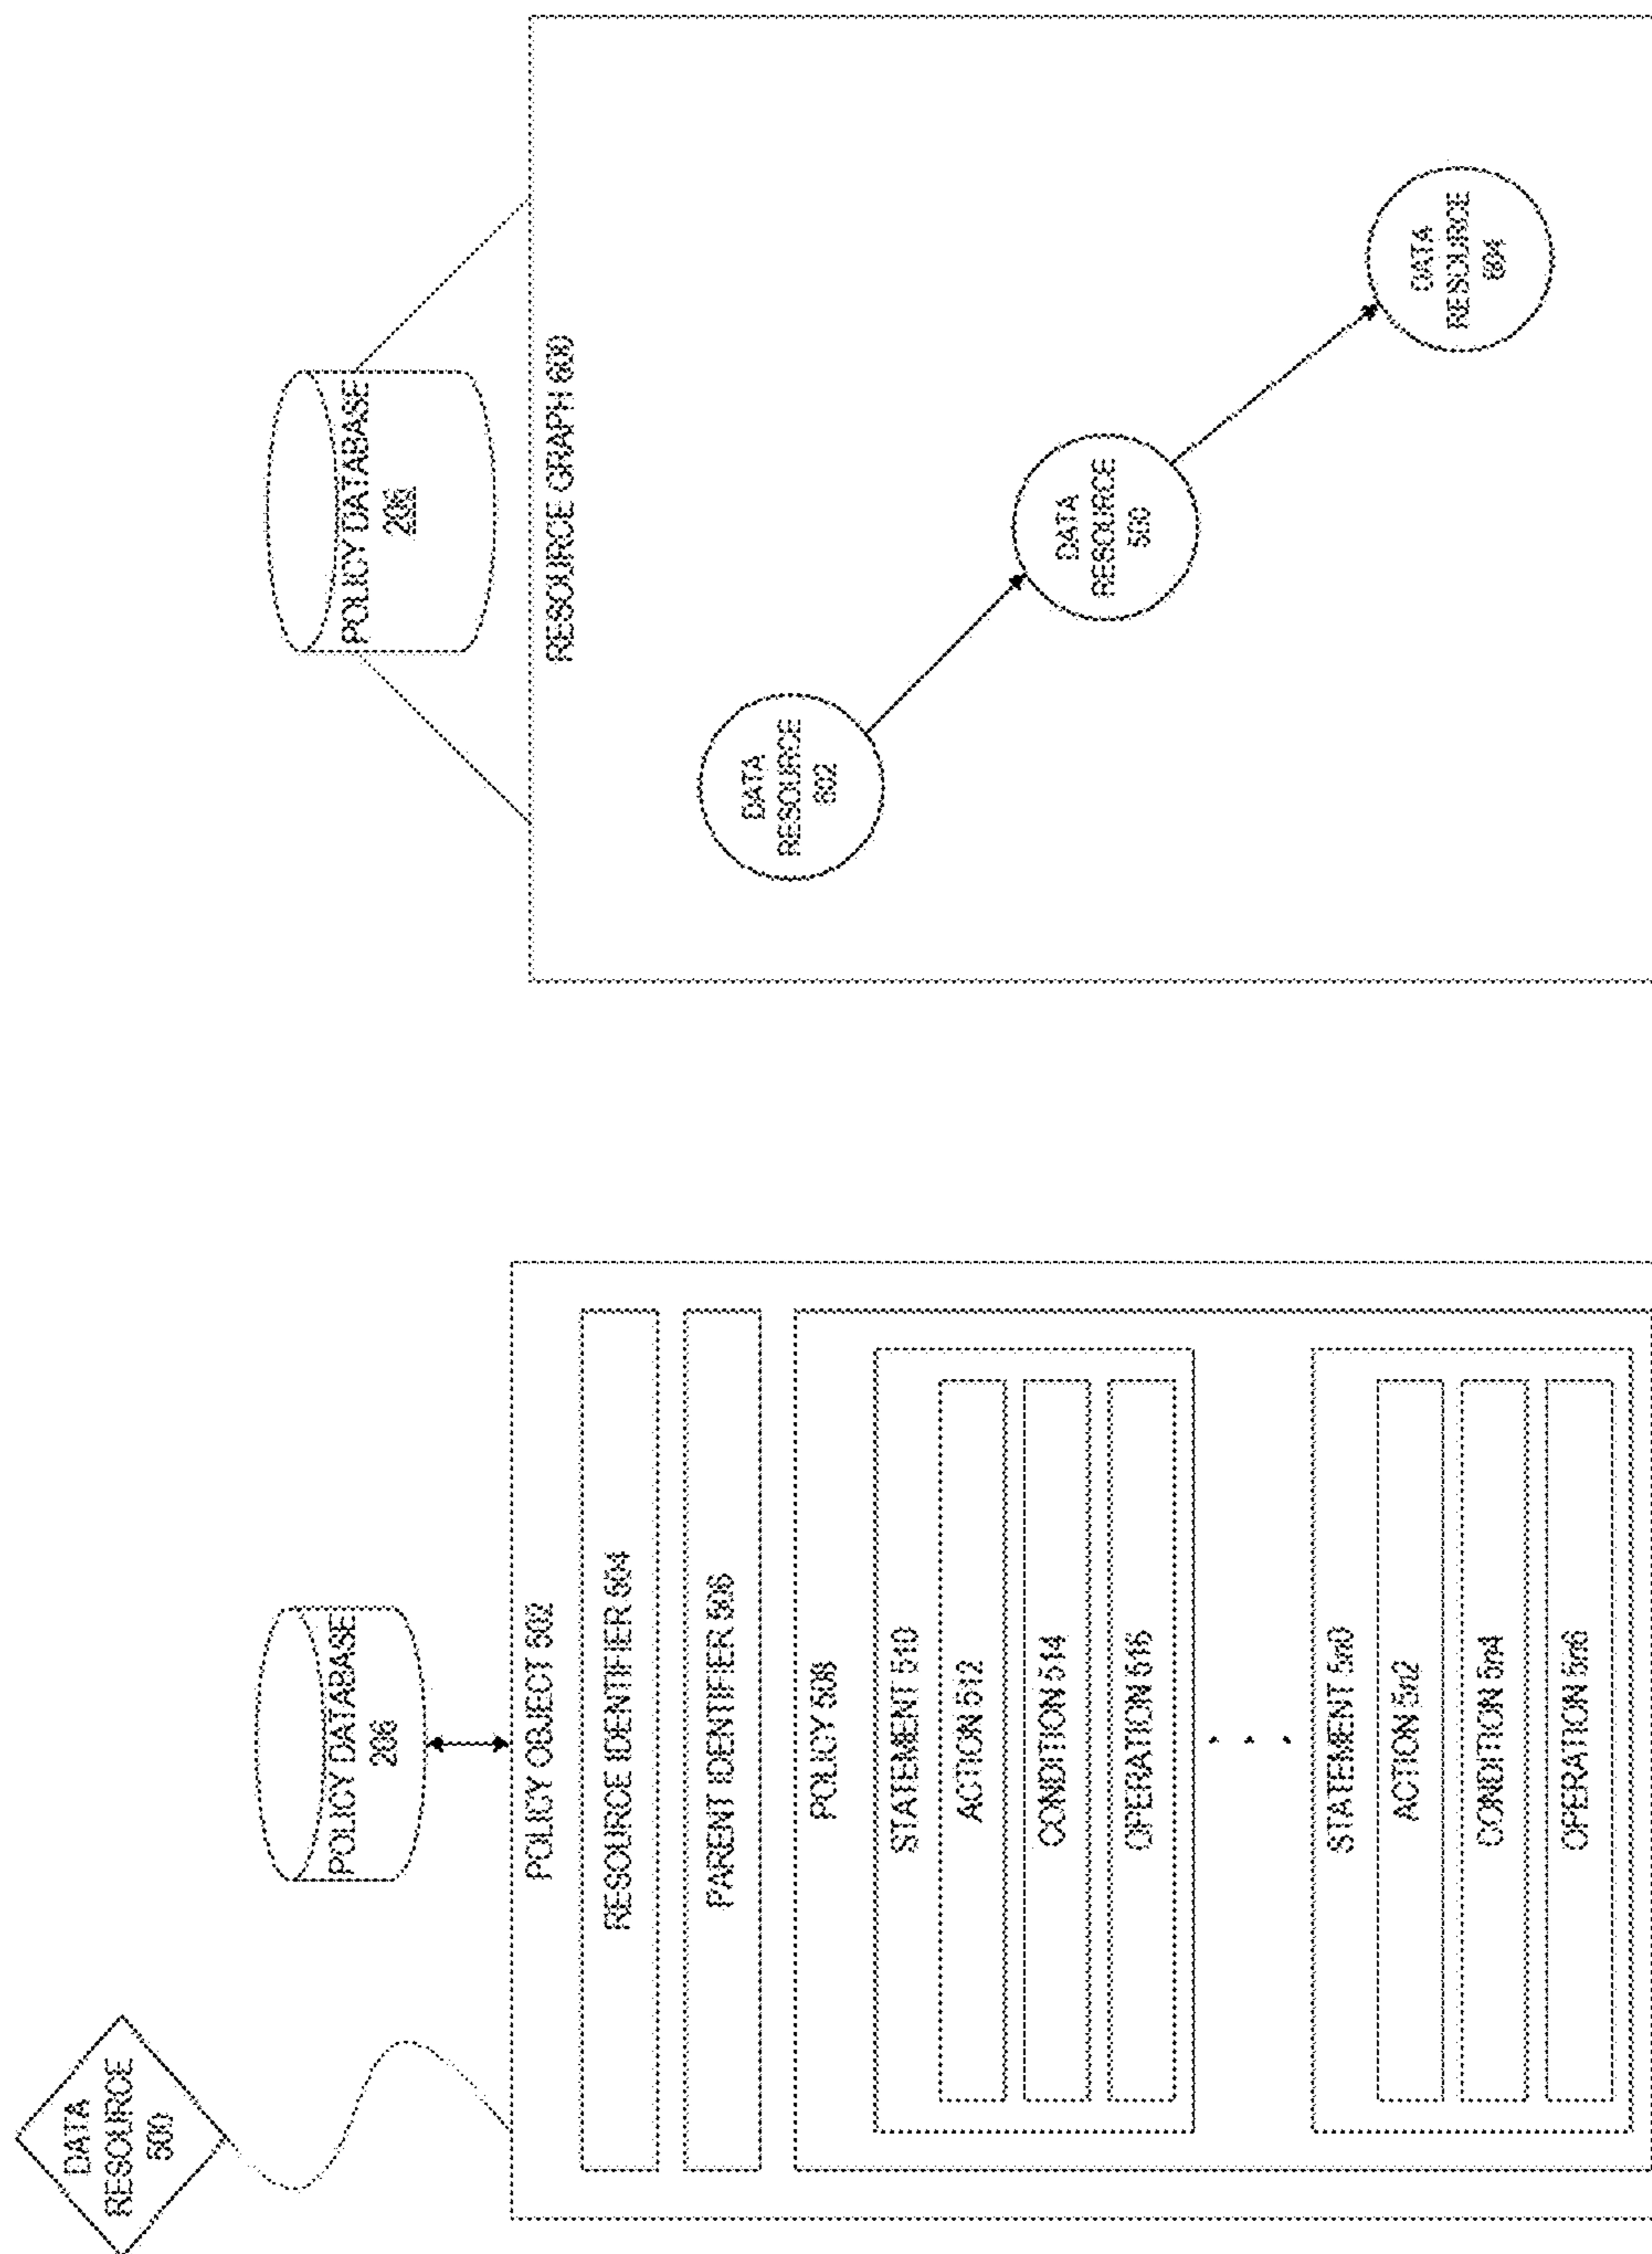 DATA
RESOURCE
500
POLICY DATABASE
206
POLICY OBJECT 502
RESOURCE IDENTIFIER 504
PARENT IDENTIFIER 506
POLICY 508
STATEMENT 510
ACTION 512
CONDITION 514
OPERATION 516
. . .
STATEMENT 5n0
ACTION 5n2
CONDITION 5n4
OPERATION 5n6
POLICY DATABASE
206
RESOURCE GRAPH 600
DATA
RESOURCE
602
DATA
RESOURCE
500
DATA
RESOURCE
604